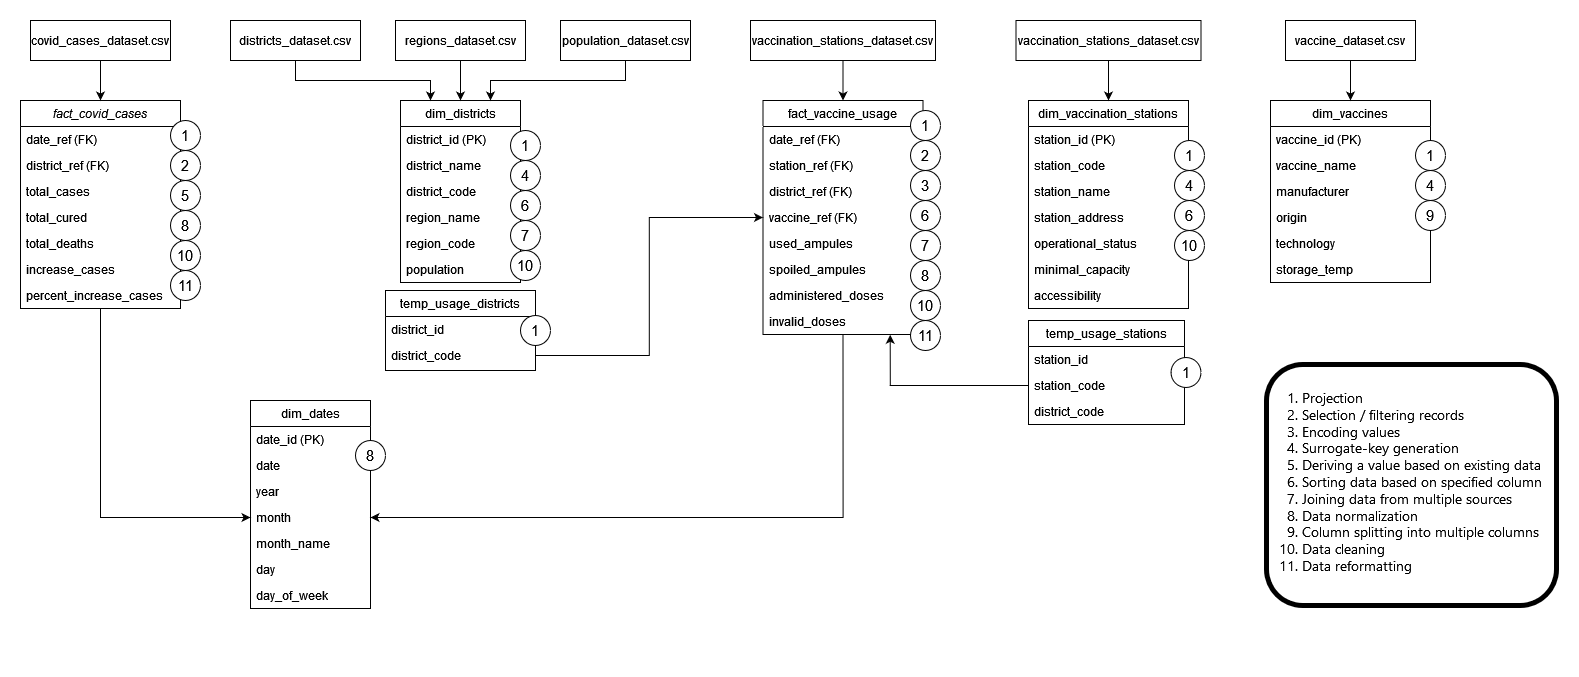 covid_cases_dataset.csv
districts_dataset.csv
regions_dataset.csv
population_dataset.csv
vaccination_stations_dataset.csv
vaccination_stations_dataset.csv
vaccine_dataset.csv
fact_covid_cases
date_ref (FK)
district_ref (FK)
total_cases
total_cured
total_deaths
increase_cases
percent_increase_cases
1
2
5
8
10
11
dim_districts
district_id (PK)
district_name
district_code
region_name
region_code
population
1
4
6
7
10
temp_usage_districts
district_id
district_code
1
fact_vaccine_usage
date_ref (FK)
station_ref (FK)
district_ref (FK)
vaccine_ref (FK)
used_ampules
spoiled_ampules
administered_doses
invalid_doses
1
2
3
6
7
8
10
11
dim_vaccination_stations
station_id (PK)
station_code
station_name
station_address
operational_status
minimal_capacity
accessibility
1
4
6
10
temp_usage_stations
station_id
station_code
district_code
1
dim_vaccines
vaccine_id (PK)
vaccine_name
manufacturer
origin
technology
storage_temp
1
4
9
dim_dates
date_id (PK)
date
year
month
month_name
day
day_of_week
8
1. Projection
2. Selection / filtering records
3. Encoding values
4. Surrogate-key generation
5. Deriving a value based on existing data
6. Sorting data based on specified column
7. Joining data from multiple sources
8. Data normalization
9. Column splitting into multiple columns
10. Data cleaning
11. Data reformatting